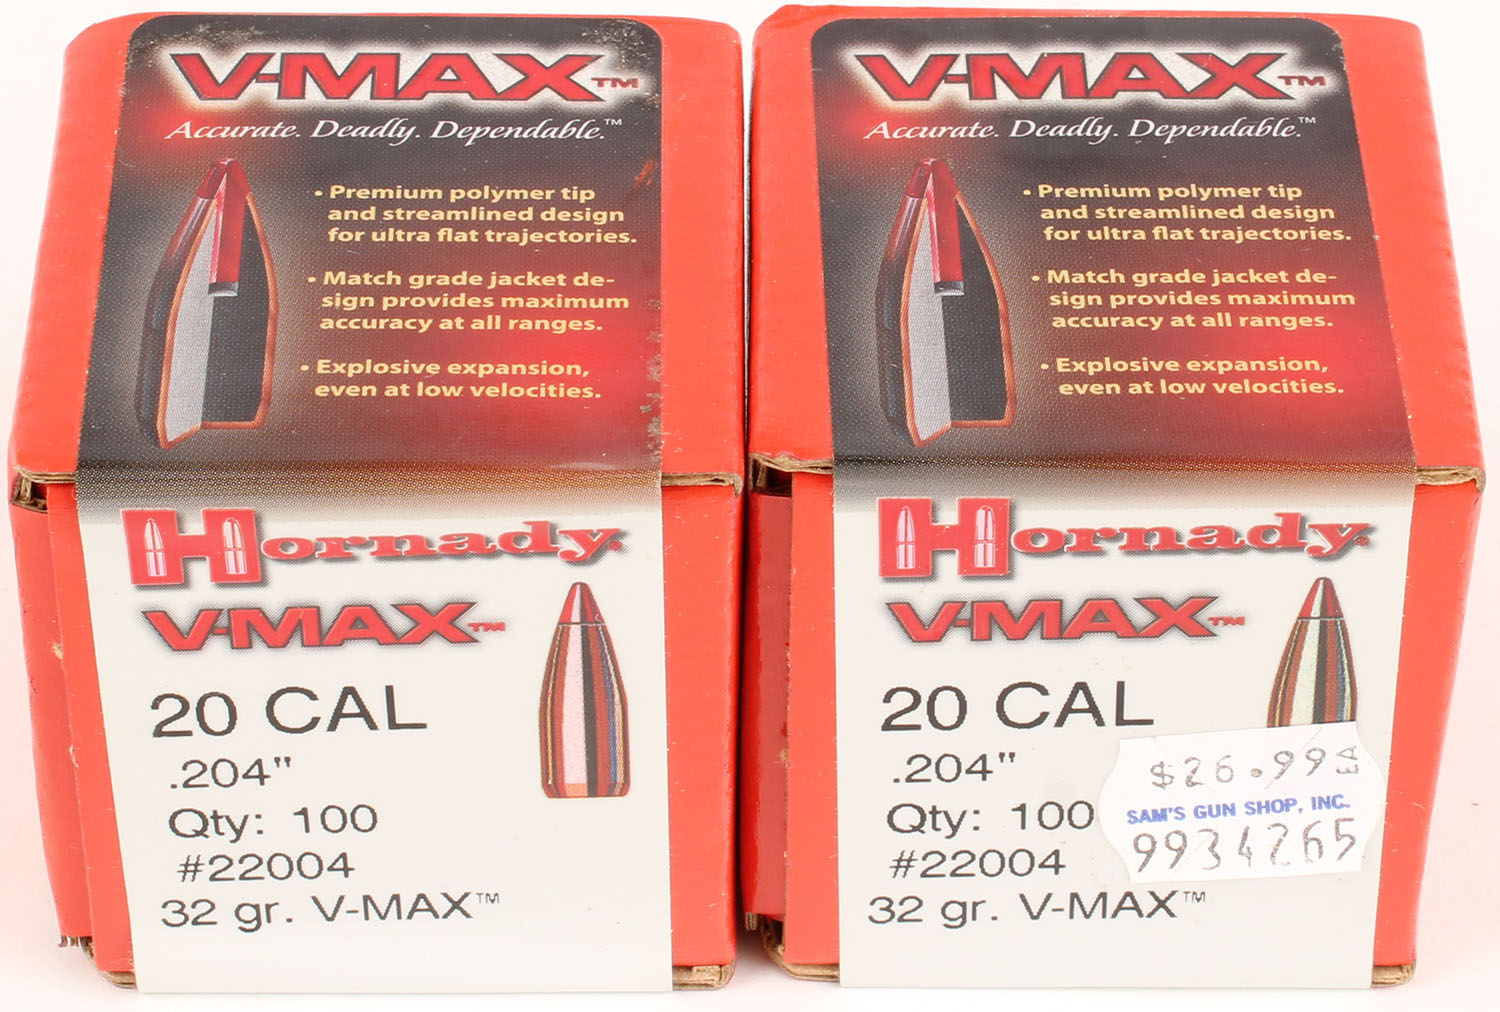 V-MAX™
Accurate. Deadly. Dependable.™
• Premium polymer tip
and streamlined design
for ultra flat trajectories.
• Match grade jacket de-
sign provides maximum
accuracy at all ranges.
• Explosive expansion,
even at low velocities.
Hornady
V-MAX™
20 CAL
.204"
Qty: 100
#22004
32 gr. V-MAX™
V-MAX™
Accurate. Deadly. Dependable.™
• Premium polymer tip
and streamlined design
for ultra flat trajectories.
• Match grade jacket de-
sign provides maximum
accuracy at all ranges.
• Explosive expansion,
even at low velocities.
Hornady
V-MAX™
20 CAL
.204"
Qty: 100
#22004
32 gr. V-MAX™
$26.99 EA
SAM'S GUN SHOP, INC.
9934265